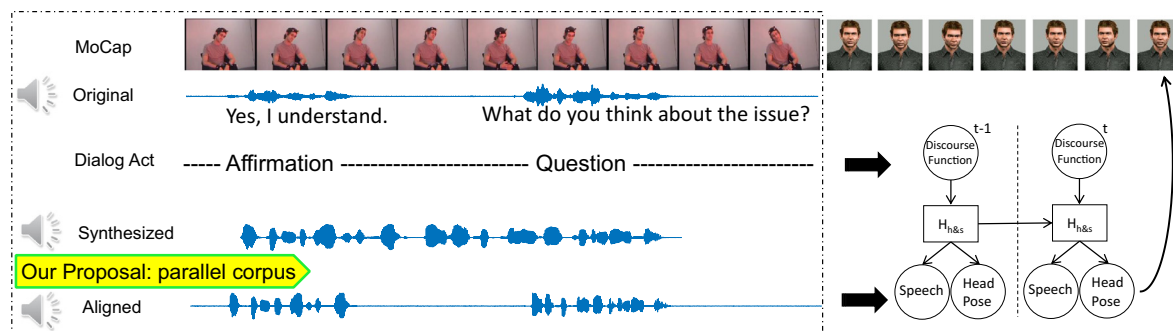 MoCap
Original
Yes, I understand.
What do you think about the issue?
Dialog Act
----- Affirmation ------------------ Question ----------------
Synthesized
Our Proposal: parallel corpus
Aligned
t-1
Discourse
Function
t
Discourse
Function
H h&s
H h&s
Speech
Head
Pose
Speech
Head
Pose